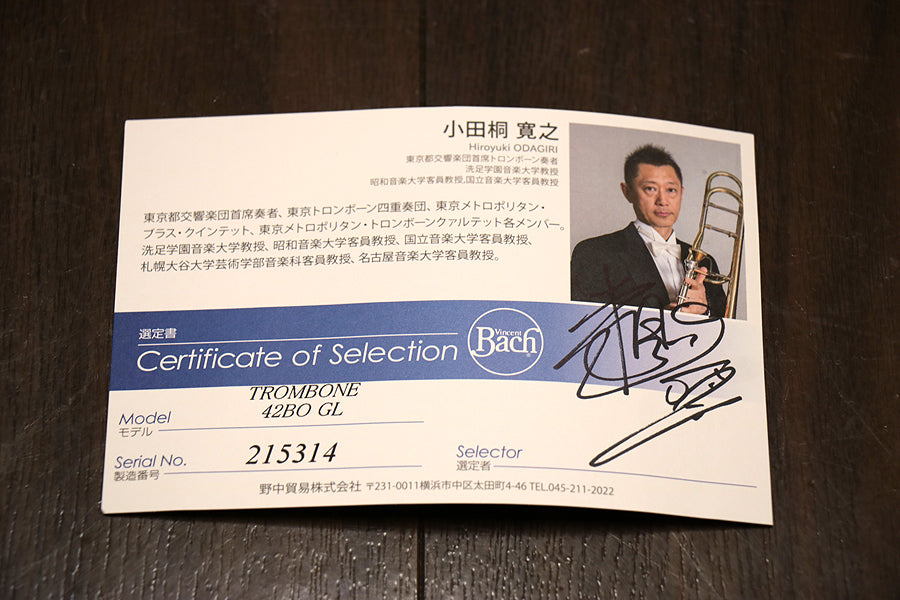 小田桐 寛之
Hiroyuki ODAGIRI
東京都交響楽団首席トロンボーン奏者
洗足学園音楽大学教授
昭和音楽大学客員教授,国立音楽大学客員教授
東京都交響楽団首席奏者、東京トロンボーン四重奏団、東京メトロポリタン・
ブラス・クインテット、東京メトロポリタン・トロンボーンクァルテット各メンバー。
洗足学園音楽大学教授、昭和音楽大学客員教授、国立音楽大学客員教授、
札幌大谷大学芸術学部音楽科客員教授、名古屋音楽大学客員教授。
選定書
Certificate of Selection
Vincent
Bach
TROMBONE
Model 42BO GL
モデル
Serial No. 215314
製造番号
Selector
選定者
野中貿易株式会社 〒231-0011横浜市中区太田町4-46 TEL.045-211-2022